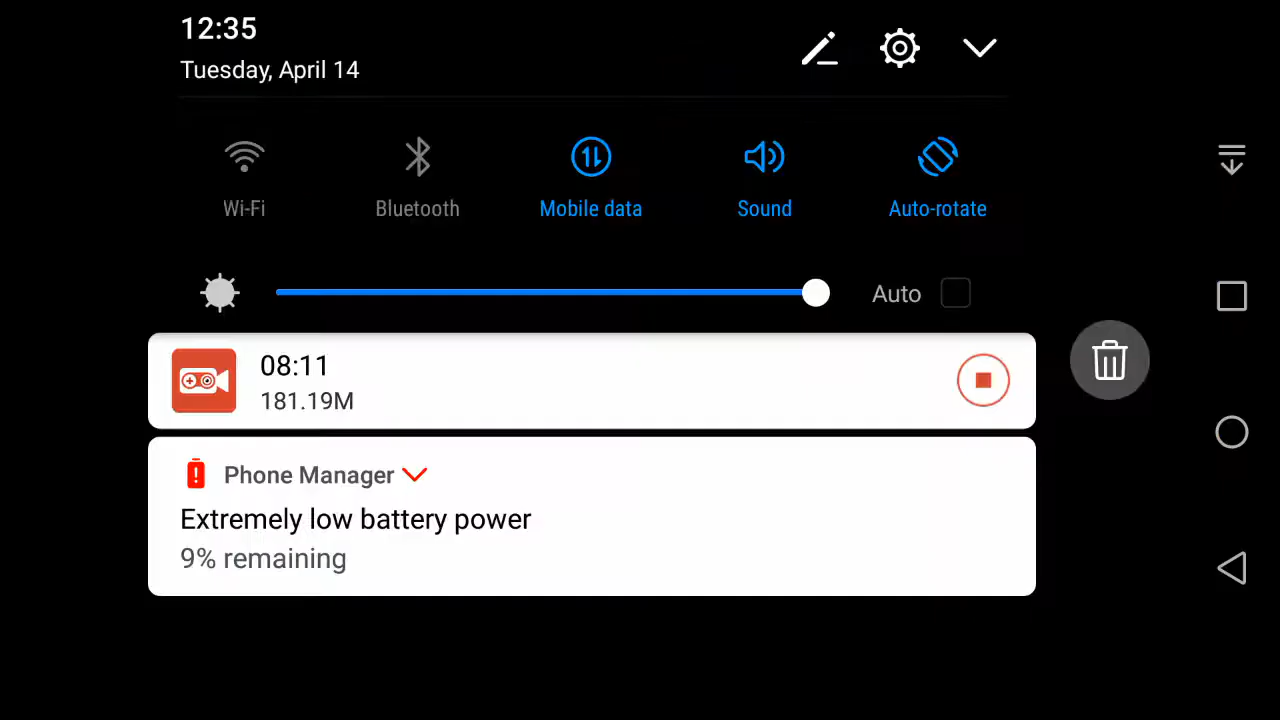 12:35
Tuesday, April 14
Wi-Fi
Bluetooth
Mobile data
Sound
Auto-rotate
Auto
08:11
181.19M
Phone Manager
Extremely low battery power
9% remaining